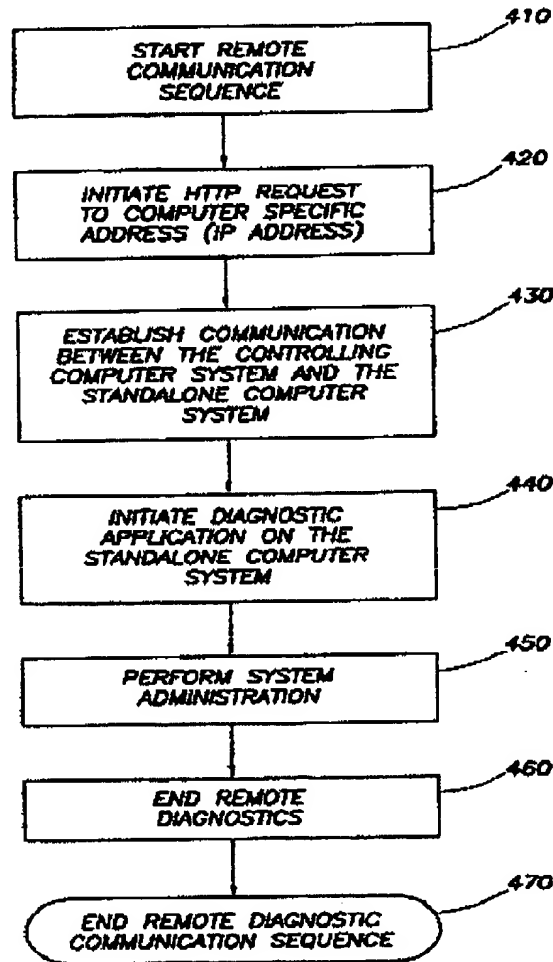 410
START REMOTE
COMMUNICATION
SEQUENCE
420
INITIATE HTTP REQUEST
TO COMPUTER SPECIFIC
ADDRESS (IP ADDRESS)
430
ESTABLISH COMMUNICATION
BETWEEN THE CONTROLLING
COMPUTER SYSTEM AND THE
STANDALONE COMPUTER
SYSTEM
440
INITIATE DIAGNOSTIC
APPLICATION ON THE
STANDALONE COMPUTER
SYSTEM
450
PERFORM SYSTEM
ADMINISTRATION
460
END REMOTE
DIAGNOSTICS
470
END REMOTE DIAGNOSTIC
COMMUNICATION SEQUENCE